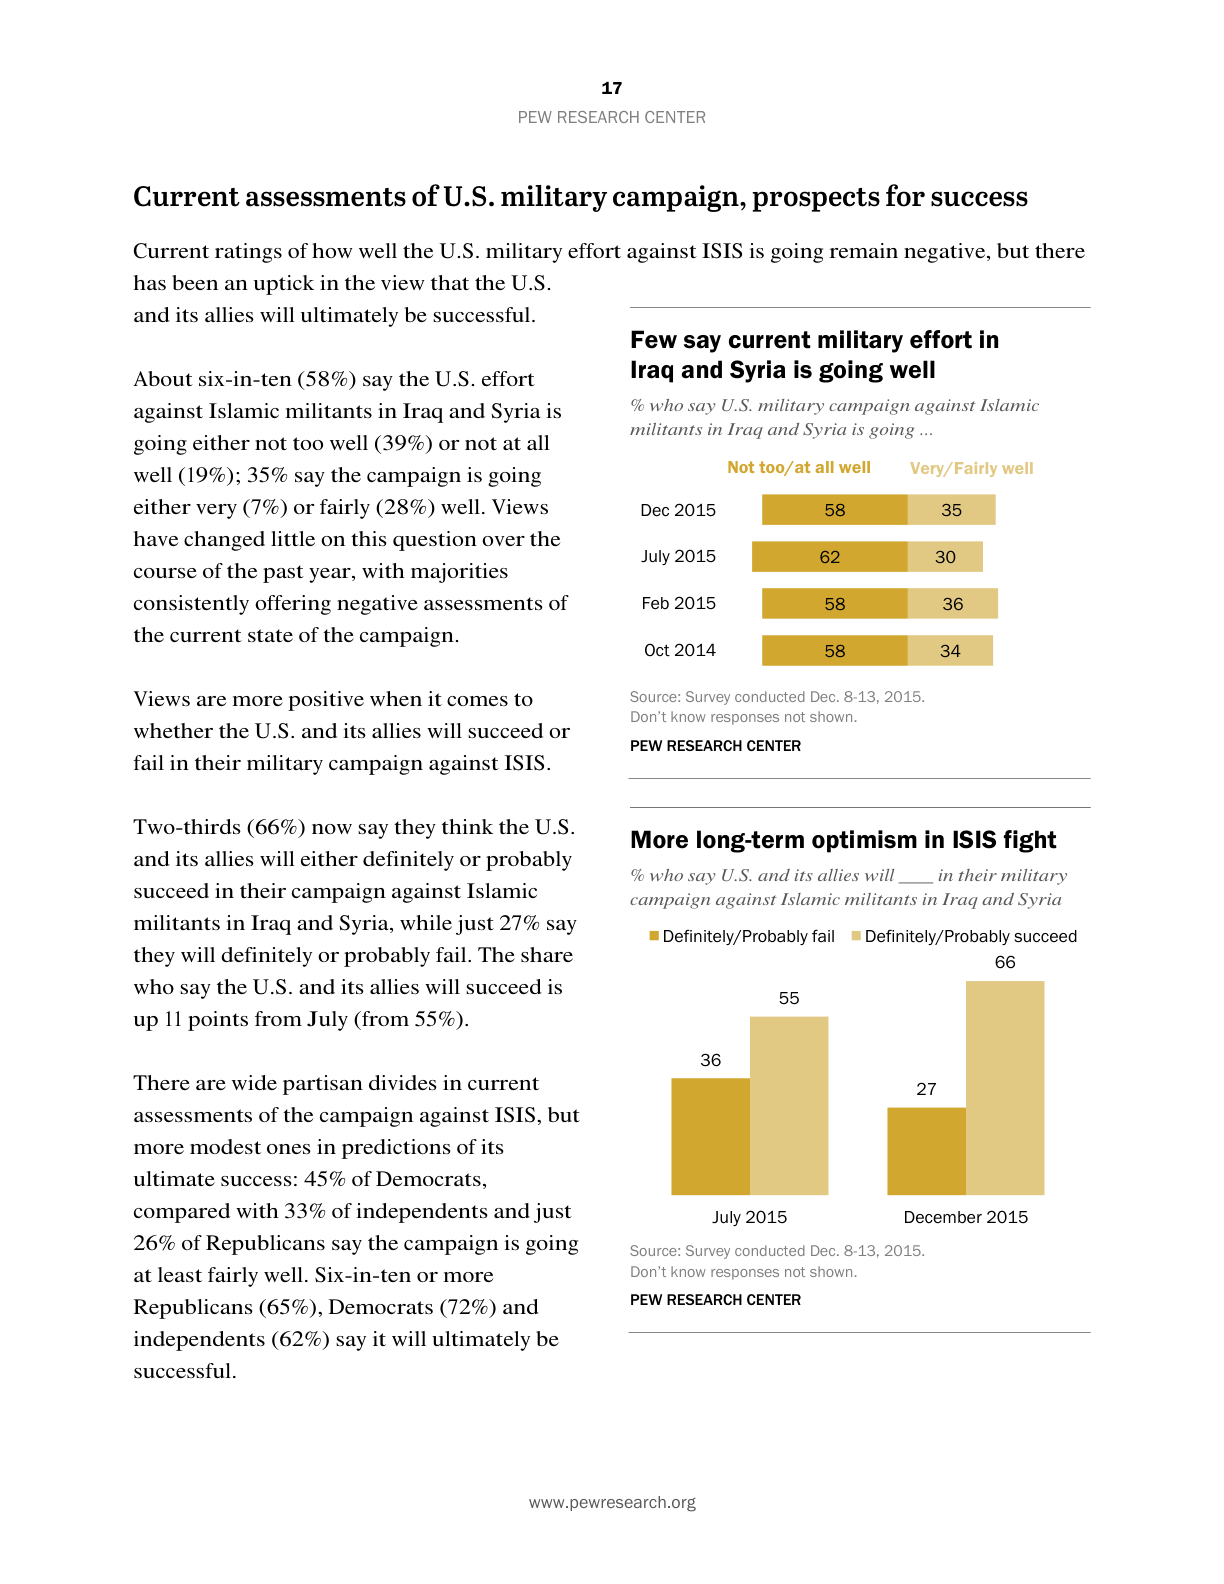 17
PEW RESEARCH CENTER
Current assessments of U.S. military campaign, prospects for success
Current ratings of how well the U.S. military effort against ISIS is going remain negative, but there
has been an uptick in the view that the U.S.
and its allies will ultimately be successful.
About six-in-ten (58%) say the U.S. effort
against Islamic militants in Iraq and Syria is
going either not too well (39%) or not at all
well (19%); 35% say the campaign is going
either very (7%) or fairly (28%) well. Views
have changed little on this question over the
course of the past year, with majorities
consistently offering negative assessments of
the current state of the campaign.
Views are more positive when it comes to
whether the U.S. and its allies will succeed or
fail in their military campaign against ISIS.
Two-thirds (66%) now say they think the U.S.
and its allies will either definitely or probably
succeed in their campaign against Islamic
militants in Iraq and Syria, while just 27% say
they will definitely or probably fail. The share
who say the U.S. and its allies will succeed is
up 11 points from July (from 55%).
There are wide partisan divides in current
assessments of the campaign against ISIS, but
more modest ones in predictions of its
ultimate success: 45% of Democrats,
compared with 33% of independents and just
26% of Republicans say the campaign is going
at least fairly well. Six-in-ten or more
Republicans (65%), Democrats (72%) and
independents (62%) say it will ultimately be
successful.
Few say current military effort in
Iraq and Syria is going well
% who say U.S. military campaign against Islamic
militants in Iraq and Syria is going ...
Not too/at all well Very/Fairly well
Dec 2015 58 35
July 2015 62 30
Feb 2015 58 36
Oct 2014 58 34
Source: Survey conducted Dec. 8-13, 2015.
Don't know responses not shown.
PEW RESEARCH CENTER
More long-term optimism in ISIS fight
% who say U.S. and its allies will ____ in their military
campaign against Islamic militants in Iraq and Syria
Definitely/Probably fail Definitely/Probably succeed
66
55
36
27
July 2015 December 2015
Source: Survey conducted Dec. 8-13, 2015.
Don't know responses not shown.
PEW RESEARCH CENTER
www.pewresearch.org